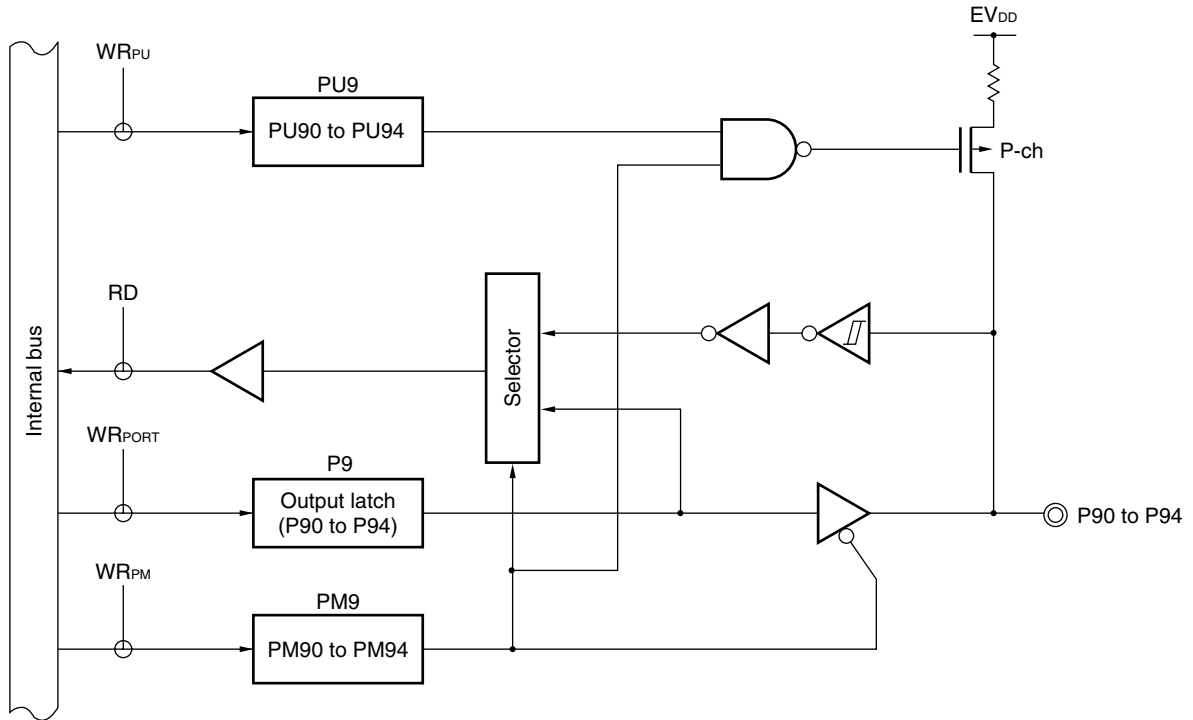 EVDD
WRPU
PU9
PU90 to PU94
P-ch
RD
Internal bus
Selector
WRPORT
P9
Output latch
(P90 to P94)
P90 to P94
WRPM
PM9
PM90 to PM94